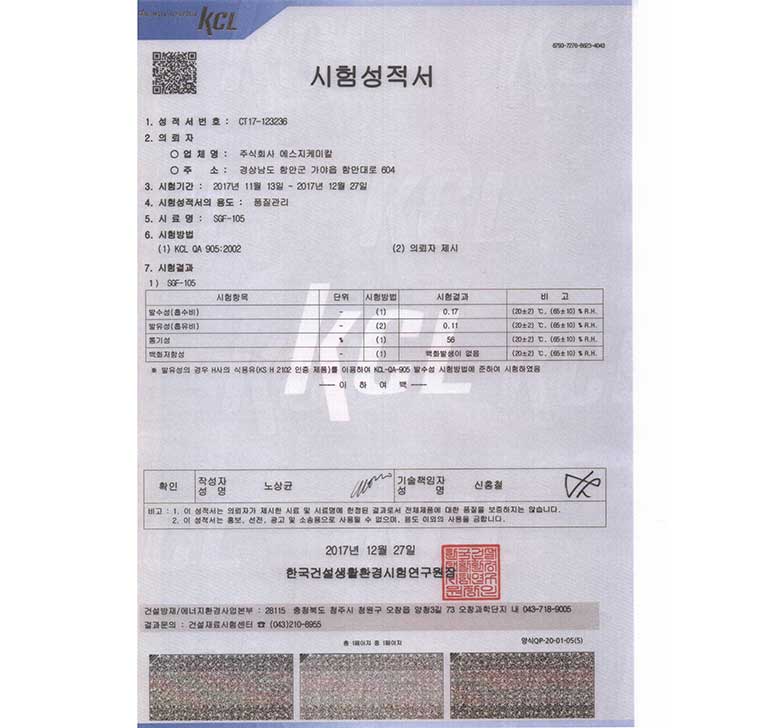 KCL
6793-7276-8623-4043
시험성적서
1. 성 적 서 번 호 : CT17-123236
2. 의 뢰 자
○ 업 체 명 : 주식회사 에스지케미칼
○ 주 소 : 경상남도 함안군 가야읍 함안대로 604
3. 시험기간 : 2017년 11월 13일 - 2017년 12월 27일
4. 시험성적서의 용도 : 품질관리
5. 시 료 명 : SGF-105
6. 시험방법
(1) KCL QA 905:2002 (2) 의뢰자 제시
7. 시험결과
1) SGF-105
시험항목 단위 시험방법 시험결과 비 고
발수성(흡수비) - (1) 0.17 (20±2) ℃, (65±10) % R.H.
발유성(흡유비) - (2) 0.11 (20±2) ℃, (65±10) % R.H.
통기성 % (1) 56 (20±2) ℃, (65±10) % R.H.
백화저항성 - (1) 백화발생이 없음 (20±2) ℃, (65±10) % R.H.
※ 발유성의 경우 H사의 식용유(KS H 2102 인증 제품)를 이용하여 KCL-QA-905 발수성 시험방법에 준하여 시험하였음
── 이 하 여 백 ──
KCL
확인 작성자 성 명 노상균 기술책임자 성 명 신홍철
비고 : 1. 이 성적서는 의뢰자가 제시한 시료 및 시료명에 한정된 결과로서 전체제품에 대한 품질을 보증하지는 않습니다.
2. 이 성적서는 홍보, 선전, 광고 및 소송용으로 사용될 수 없으며, 용도 이외의 사용을 금합니다.
2017년 12월 27일
한국건설생활환경시험연구원장
건설방재/에너지환경사업본부 : 28115 충청북도 청주시 청원구 오창읍 양청3길 73 오창과학단지 내 043-718-9005
결과문의 : 건설재료시험센터 ☎ (043)210-8955
총 1페이지 중 1페이지
양식QP-20-01-05(5)